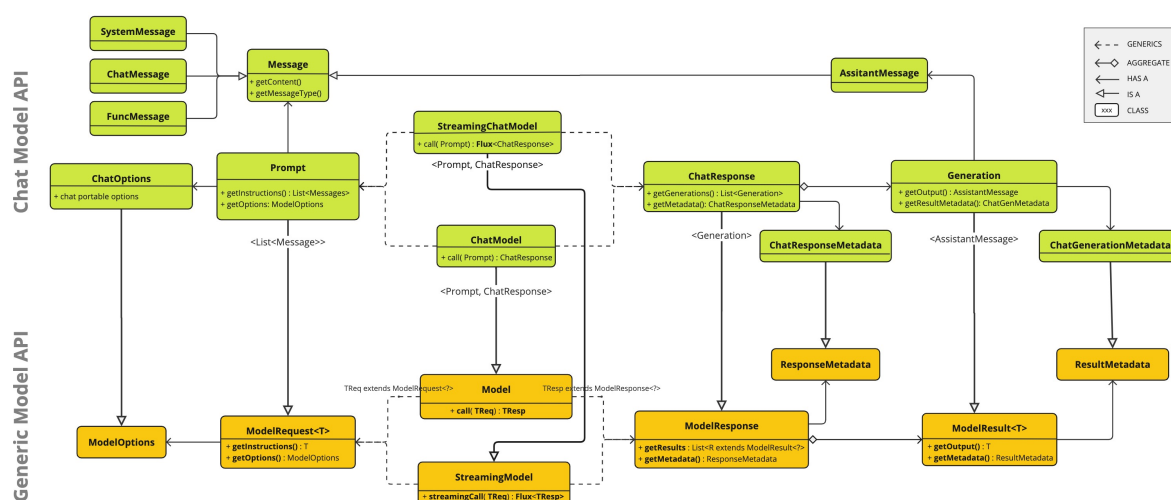 Chat Model API
SystemMessage
ChatMessage
FuncMessage
Message
+ getContent()
+ getMessageType()
AssitantMessage
GENERICS
AGGREGATE
HAS A
IS A
xxx CLASS
StreamingChatModel
+ call( Prompt) : Flux<ChatResponse>
<Prompt, ChatResponse>
ChatOptions
+ chat portable options
Prompt
+ getInstructions() : List<Messages>
+ getOptions: ModelOptions
<List<Message>>
ChatModel
+ call( Prompt) : ChatResponse
<Prompt, ChatResponse>
ChatResponse
+ getGenerations() : List<Generation>
+ getMetadata(): ChatResponseMetadata
<Generation>
Generation
+ getOutput() : AssistantMessage
+ getResultMetadata(): ChatGenMetadata
<AssistantMessage>
ChatResponseMetadata
ChatGenerationMetadata
Generic Model API
ResponseMetadata
ResultMetadata
TReq extends ModelRequest<?>
Model
TResp extends ModelResponse<?>
+ call( TReq) : TResp
ModelOptions
ModelRequest<T>
+ getInstructions() : T
+ getOptions() : ModelOptions
ModelResponse
+ getResults : List<R extends ModelResult<?>
+ getMetadata() : ResponseMetadata
ModelResult<T>
+ getOutput() : T
+ getMetadata() : ResultMetadata
StreamingModel
+ streamingCall( TReq) : Flux<TResp>